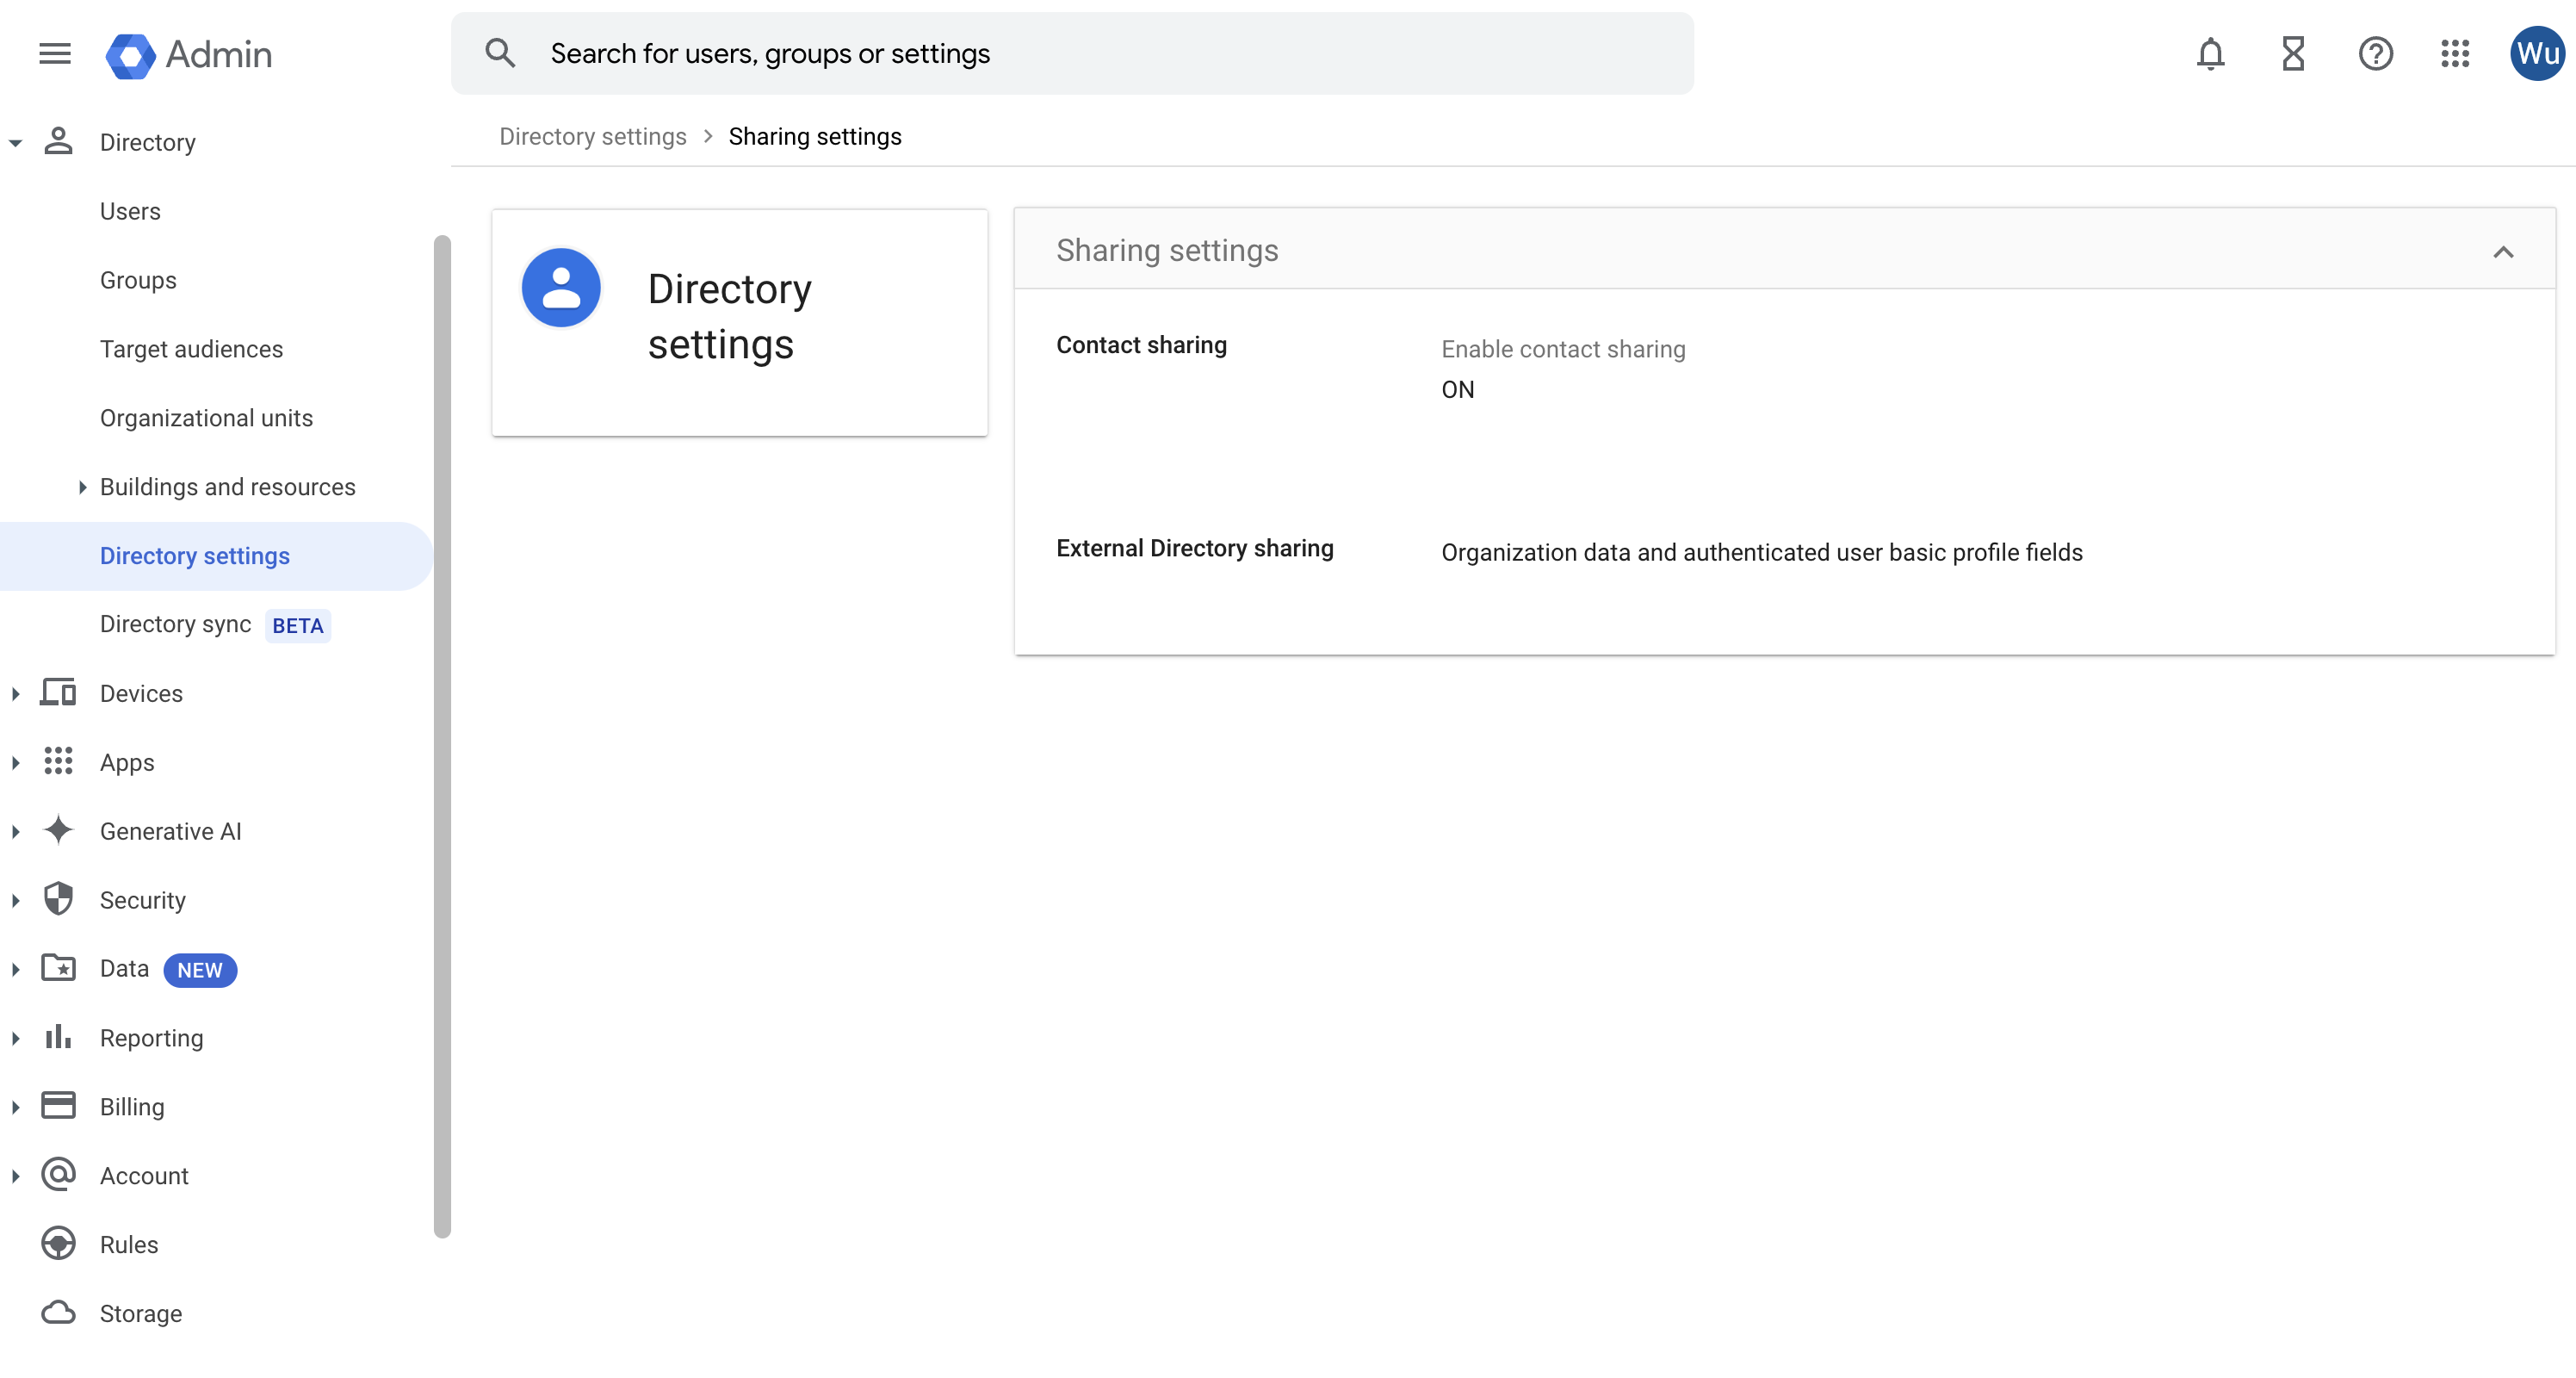 Admin
Search for users, groups or settings
Wu
Directory
Users
Groups
Target audiences
Organizational units
Buildings and resources
Directory settings
Directory sync BETA
Devices
Apps
Generative AI
Security
Data NEW
Reporting
Billing
Account
Rules
Storage
Directory settings > Sharing settings
Directory
settings
Sharing settings
Contact sharing
Enable contact sharing
ON
External Directory sharing
Organization data and authenticated user basic profile fields